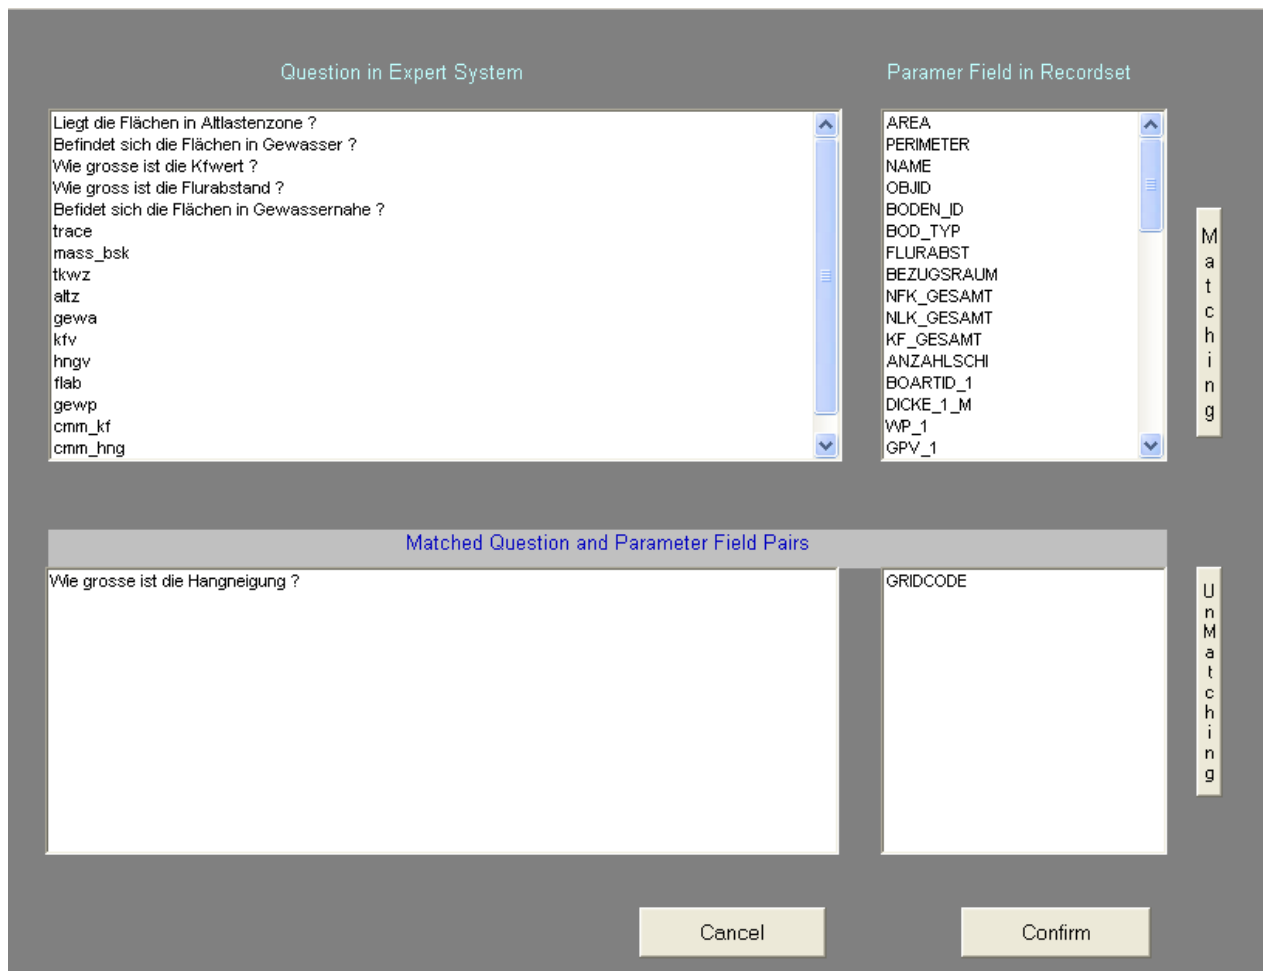 Question in Expert System
Paramer Field in Recordset
Liegt die Flächen in Altlastenzone ?
Befindet sich die Flächen in Gewasser ?
Wie grosse ist die Kfwert ?
Wie gross ist die Flurabstand ?
Befidet sich die Flächen in Gewassernahe ?
trace
mass_bsk
tkwz
altz
gewa
kfv
hngv
flab
gewp
cmm_kf
cmm_hng
AREA
PERIMETER
NAME
OBJID
BODEN_ID
BOD_TYP
FLURABST
BEZUGSRAUM
NFK_GESAMT
NLK_GESAMT
KF_GESAMT
ANZAHLSCHI
BOARTID_1
DICKE_1_M
WP_1
GPV_1
Matching
Matched Question and Parameter Field Pairs
Wie grosse ist die Hangneigung ?
GRIDCODE
UnMatching
Cancel
Confirm